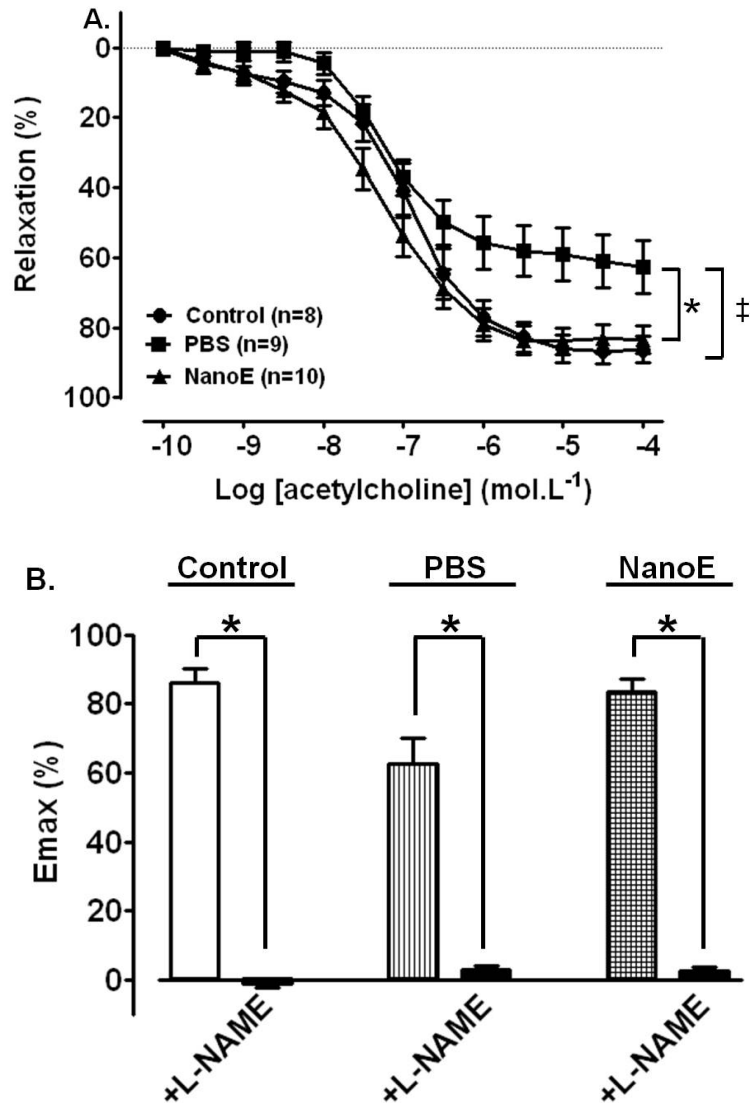 A.
0
20
40
60
80
100
Relaxation (%)
Control (n=8)
PBS (n=9)
NanoE (n=10)
* ‡
-10 -9 -8 -7 -6 -5 -4
Log [acetylcholine] (mol.L⁻¹)
B.
Control PBS NanoE
* * *
100
80
60
40
20
0
Emax (%)
+L-NAME +L-NAME +L-NAME